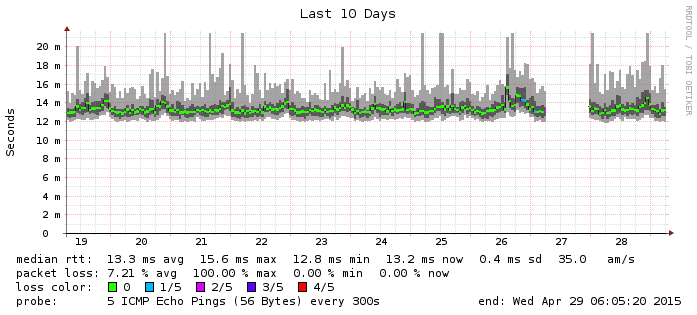 Last 10 Days
RRDTOOL / TOBI OETIKER
Seconds
20 m
18 m
16 m
14 m
12 m
10 m
8 m
6 m
4 m
2 m
0
19 20 21 22 23 24 25 26 27 28
median rtt: 13.3 ms avg 15.6 ms max 12.8 ms min 13.2 ms now 0.4 ms sd 35.0 am/s
packet loss: 7.21 % avg 100.00 % max 0.00 % min 0.00 % now
loss color: 0 1/5 2/5 3/5 4/5
probe: 5 ICMP Echo Pings (56 Bytes) every 300s end: Wed Apr 29 06:05:20 2015